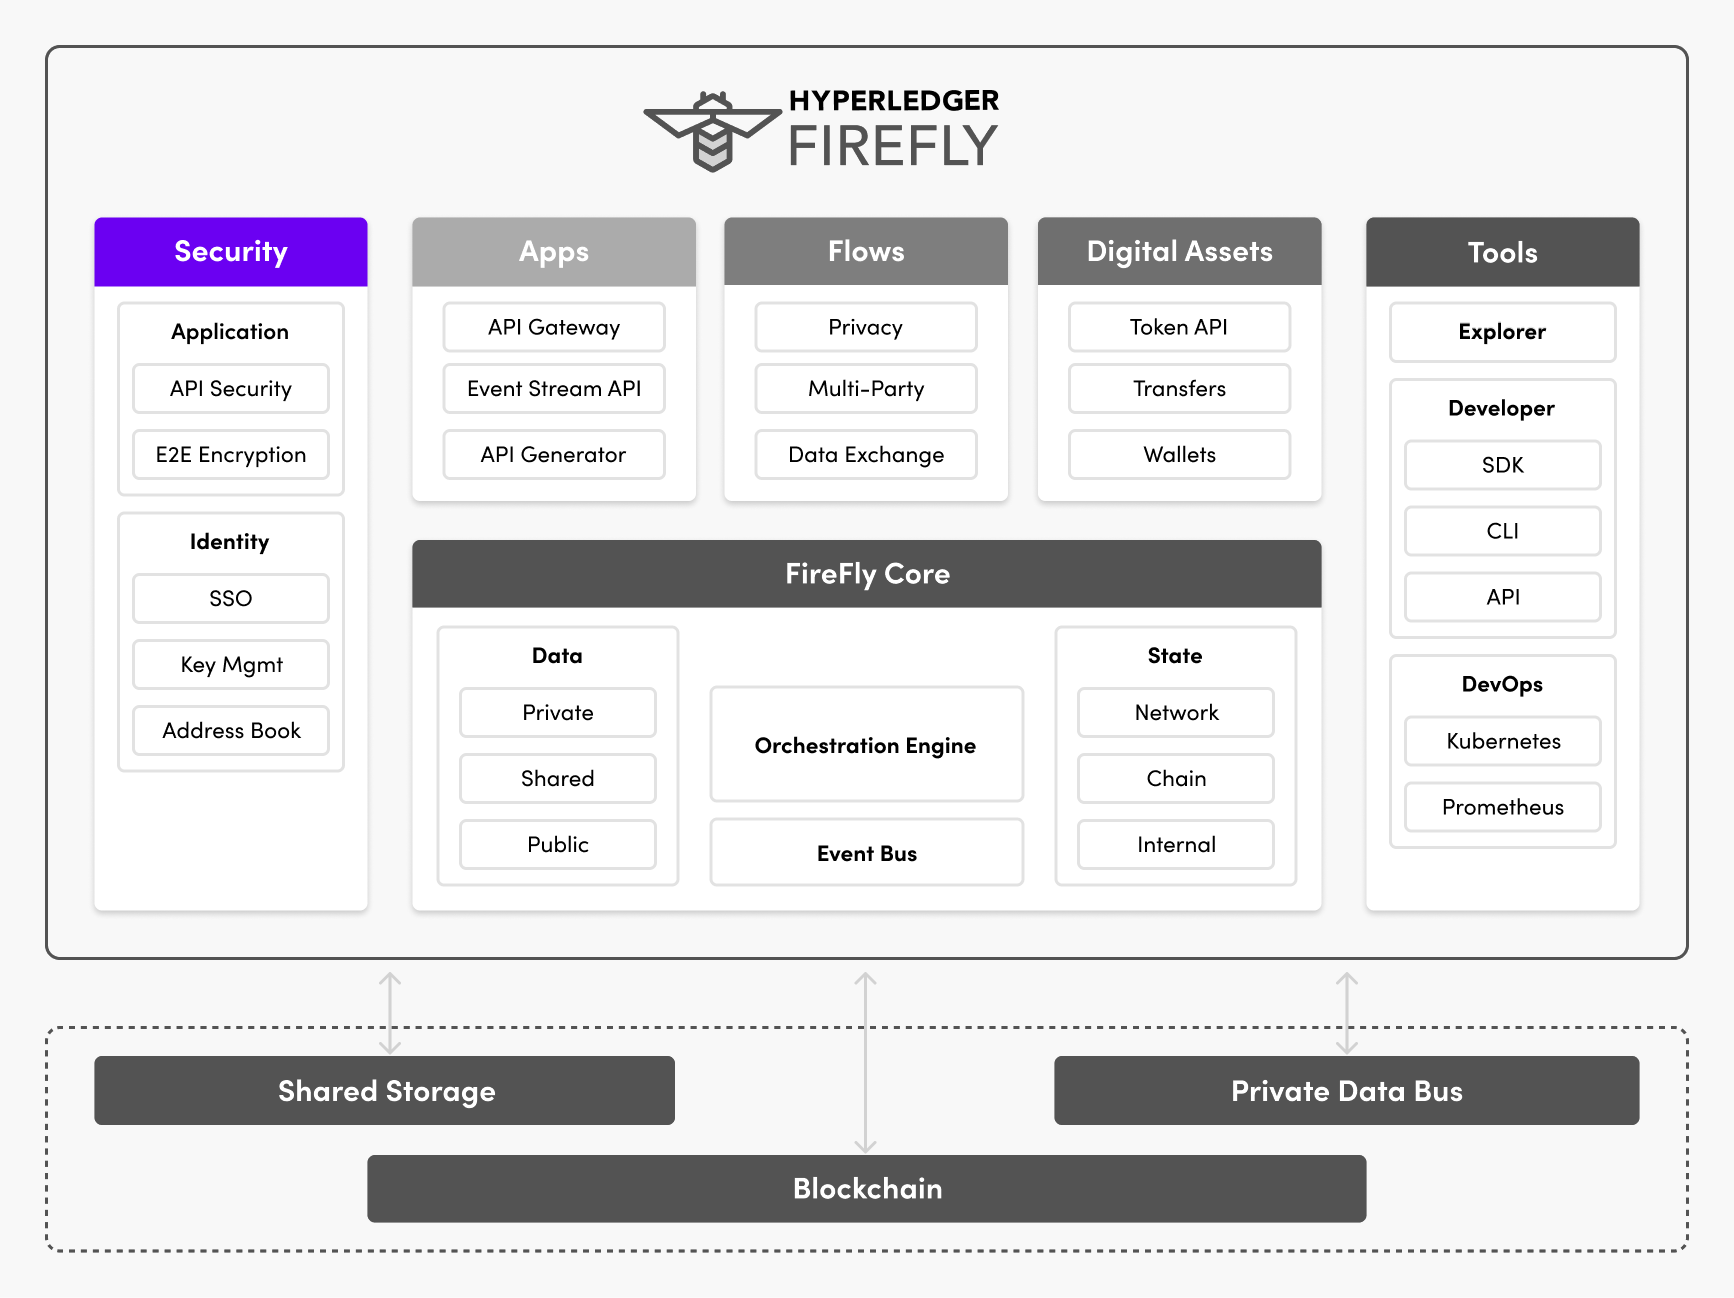 HYPERLEDGER
FIREFLY
Security
Application
API Security
E2E Encryption
Identity
SSO
Key Mgmt
Address Book
Apps
API Gateway
Event Stream API
API Generator
Flows
Privacy
Multi-Party
Data Exchange
Digital Assets
Token API
Transfers
Wallets
Tools
Explorer
Developer
SDK
CLI
API
DevOps
Kubernetes
Prometheus
FireFly Core
Data
Private
Shared
Public
Orchestration Engine
Event Bus
State
Network
Chain
Internal
Shared Storage
Private Data Bus
Blockchain